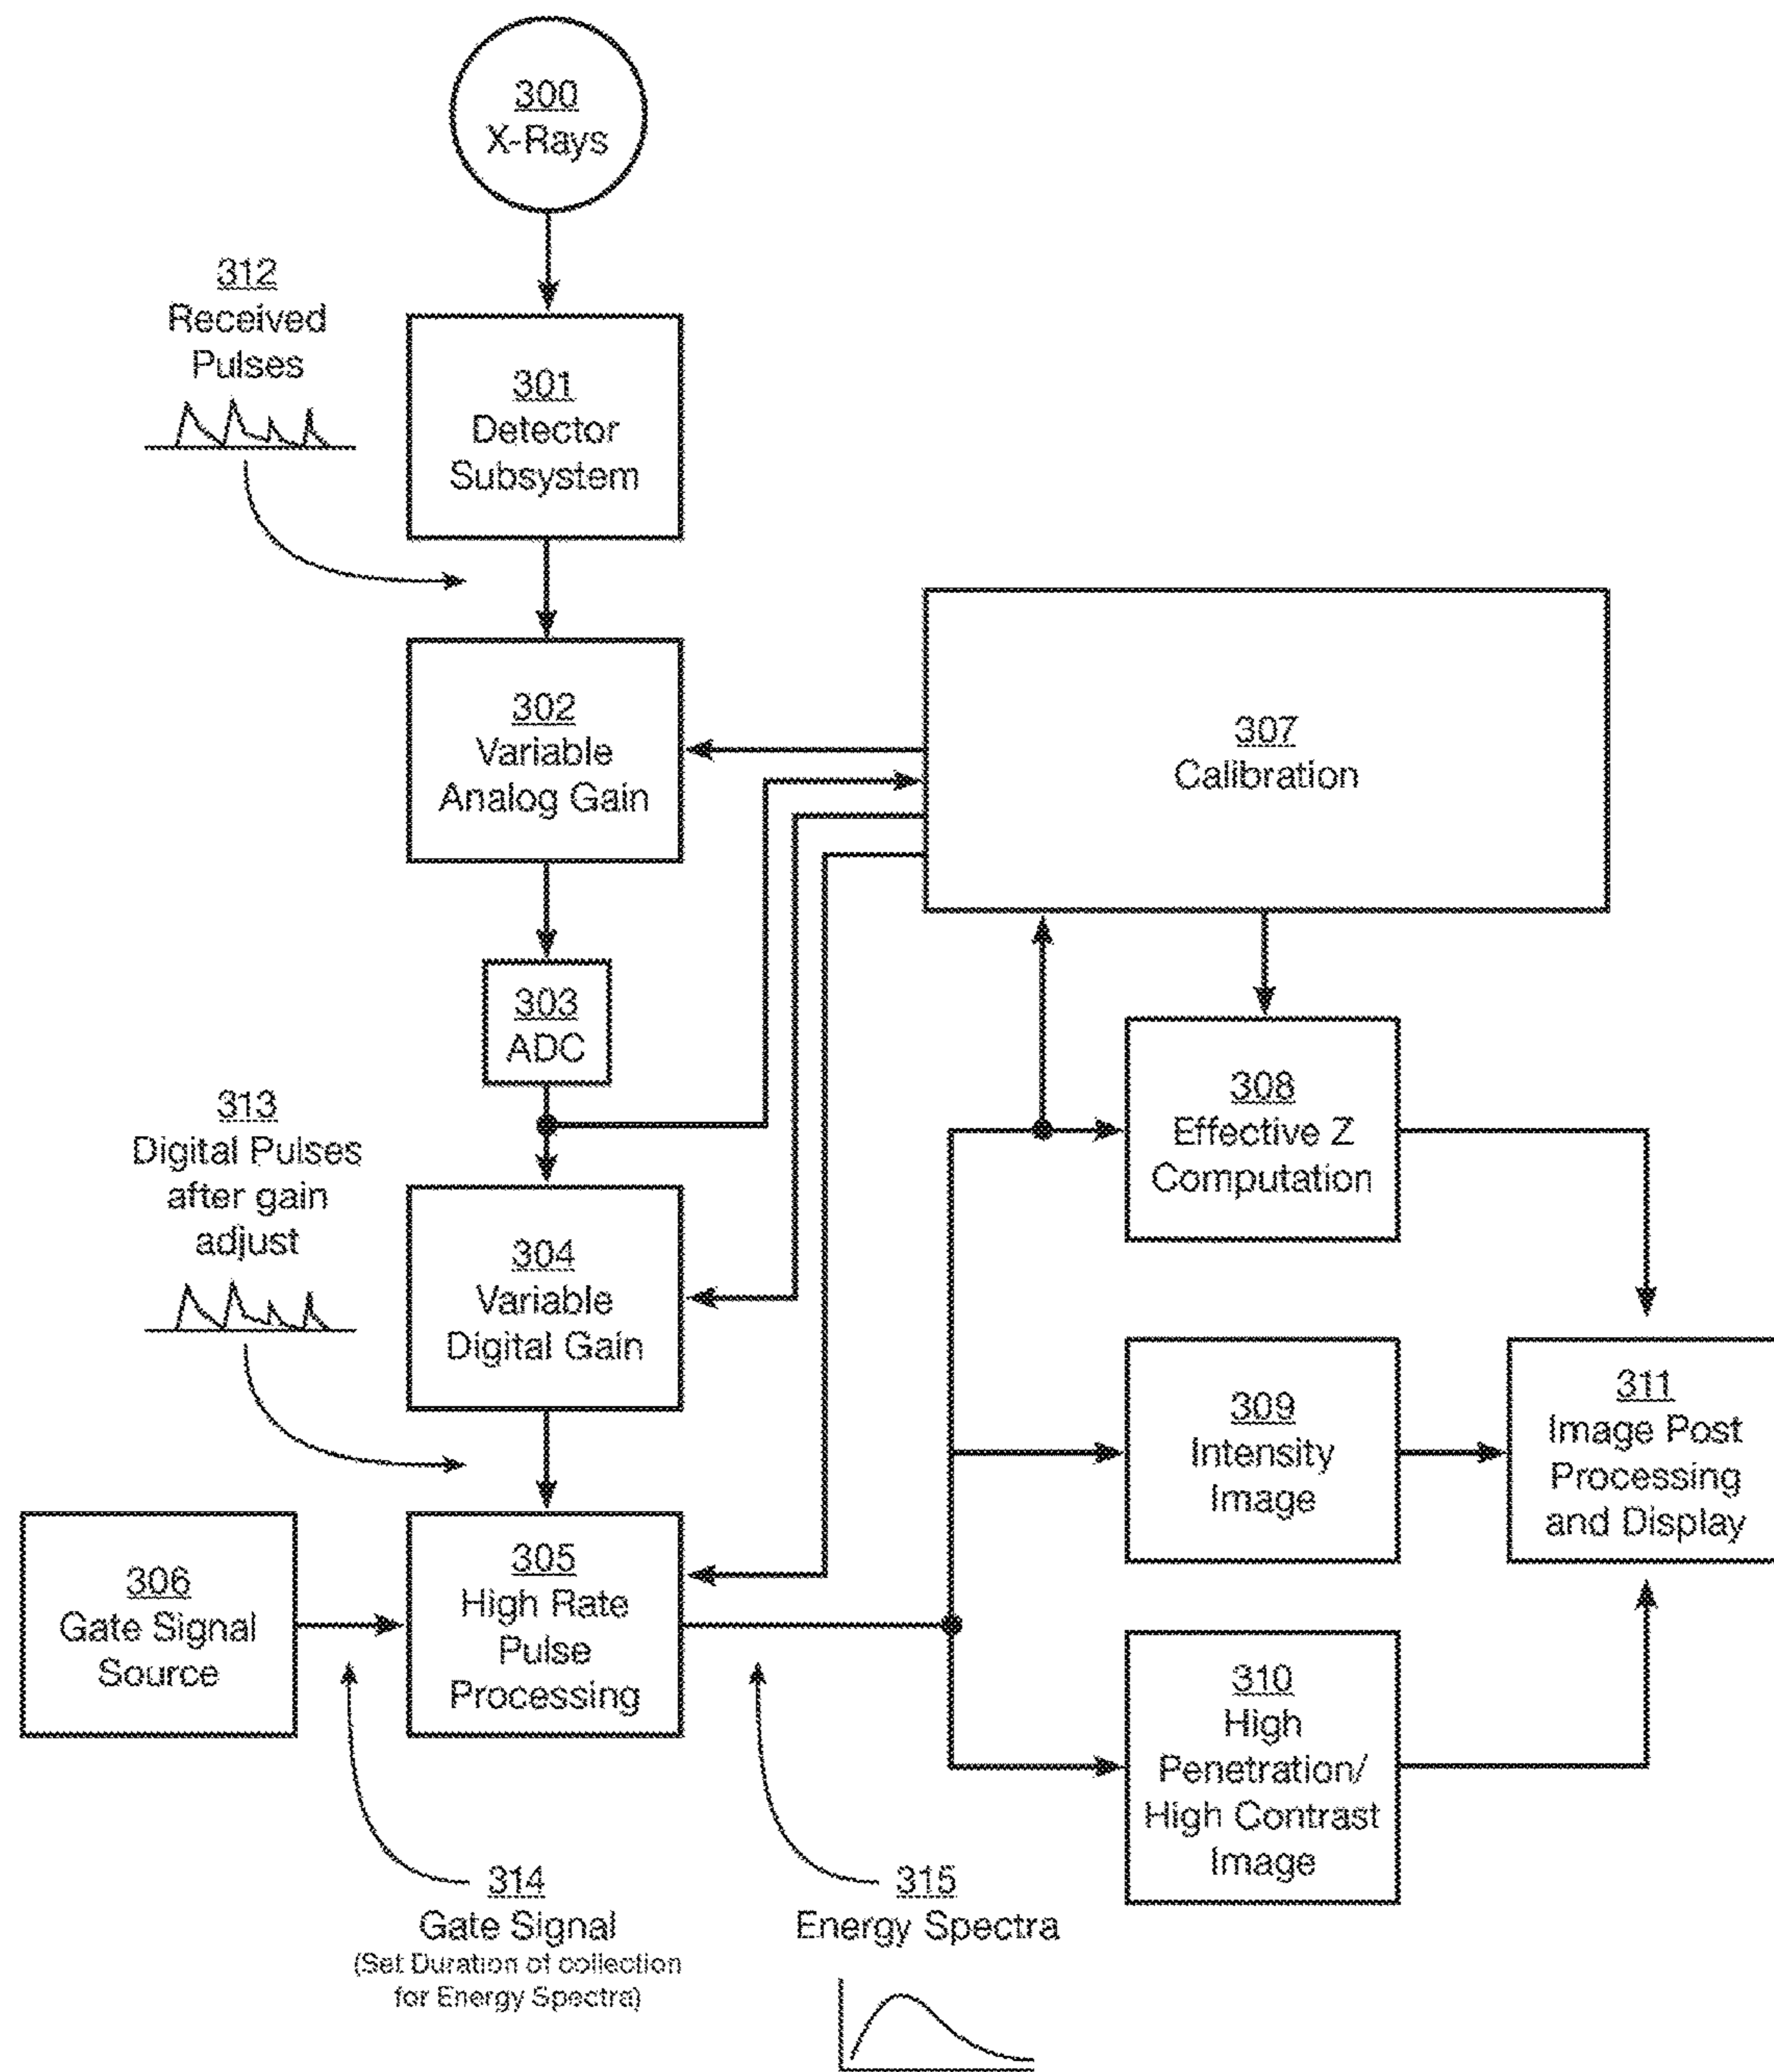 300
X-Rays
312
Received
Pulses
301
Detector
Subsystem
302
Variable
Analog Gain
307
Calibration
303
ADC
313
Digital Pulses
after gain
adjust
304
Variable
Digital Gain
308
Effective Z
Computation
309
Intensity
Image
311
Image Post
Processing
and Display
306
Gate Signal
Source
305
High Rate
Pulse
Processing
310
High
Penetration/
High Contrast
Image
314
Gate Signal
(Set Duration of collection
for Energy Spectra)
315
Energy Spectra